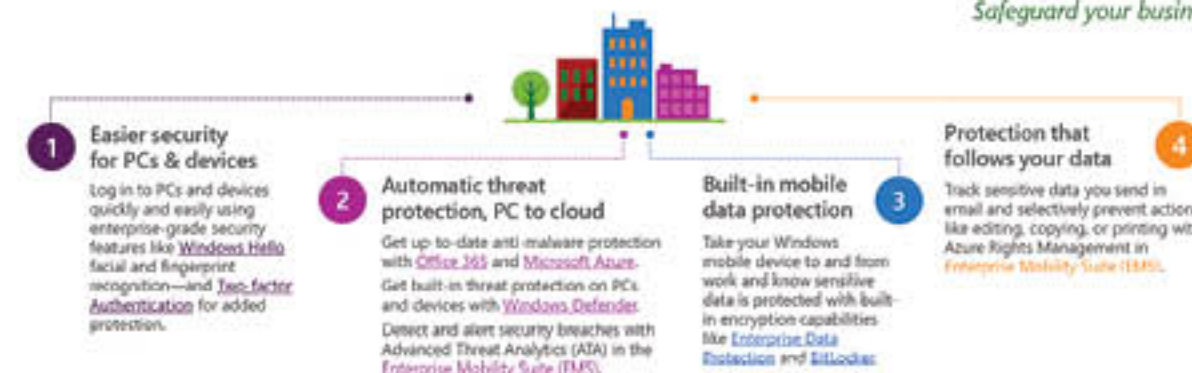 Safeguard your busin
1
Easier security
for PCs & devices
Log in to PCs and devices
quickly and easily using
enterprise-grade security
features like Windows Hello
facial and fingerprint
recognition—and Two-factor
Authentication for added
protection.
2
Automatic threat
protection, PC to cloud
Get up-to-date anti-malware protection
with Office 365 and Microsoft Azure.
Get built-in threat protection on PCs
and devices with Windows Defender.
Detect and alert security breaches with
Advanced Threat Analytics (ATA) in the
Enterprise Mobility Suite (EMS).
Built-in mobile
data protection
3
Take your Windows
mobile device to and from
work and know sensitive
data is protected with built-
in encryption capabilities
like Enterprise Data
Protection and BitLocker.
Protection that
follows your data
4
Track sensitive data you send in
email and selectively prevent action
like editing, copying, or printing wit
Azure Rights Management in
Enterprise Mobility Suite (EMS).